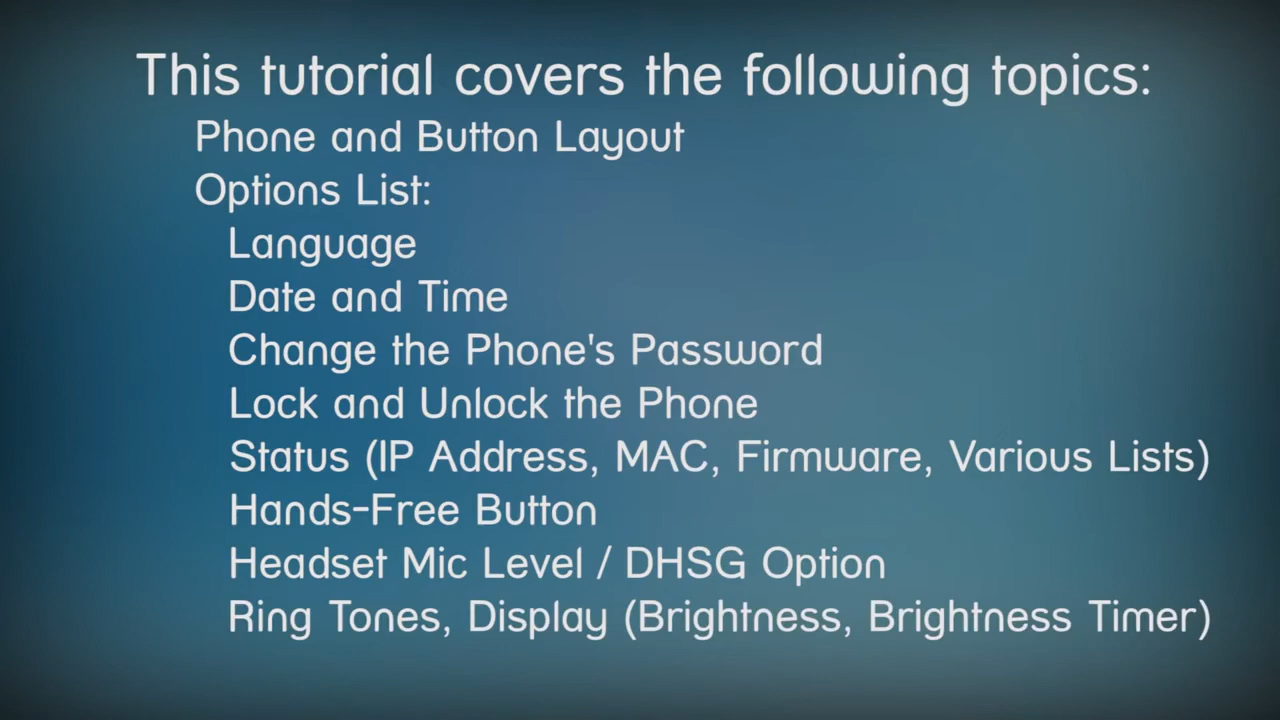 This tutorial covers the following topics:
Phone and Button Layout
Options List:
Language
Date and Time
Change the Phone's Password
Lock and Unlock the Phone
Status (IP Address, MAC, Firmware, Various Lists)
Hands-Free Button
Headset Mic Level / DHSG Option
Ring Tones, Display (Brightness, Brightness Timer)